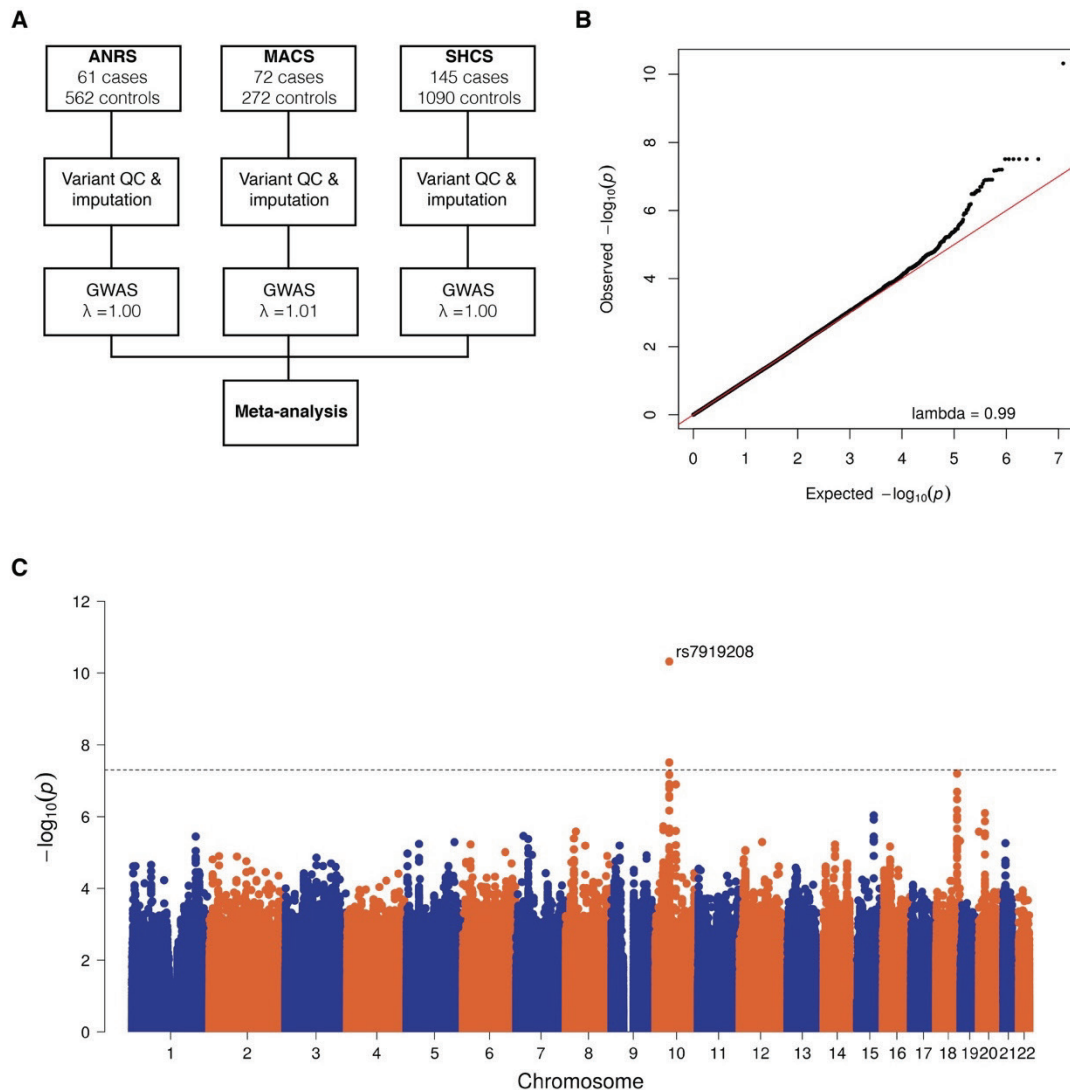 A
ANRS
61 cases
562 controls
MACS
72 cases
272 controls
SHCS
145 cases
1090 controls
Variant QC &
imputation
Variant QC &
imputation
Variant QC &
imputation
GWAS
λ =1.00
GWAS
λ =1.01
GWAS
λ =1.00
Meta-analysis
B
Observed −log10(p)
10
8
6
4
2
0
lambda = 0.99
0 1 2 3 4 5 6 7
Expected −log10(p)
C
−log10(p)
12
10
8
6
4
2
0
rs7919208
1 2 3 4 5 6 7 8 9 10 11 12 13 14 15 16 17 18 19 20 21 22
Chromosome